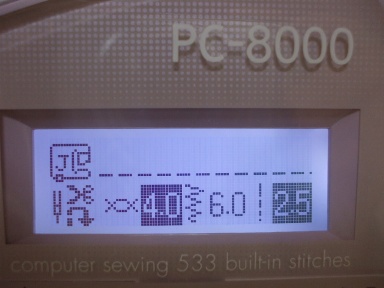 PC-8000
J
4.0 6.0 2.5
computer sewing 533 built-in stitches